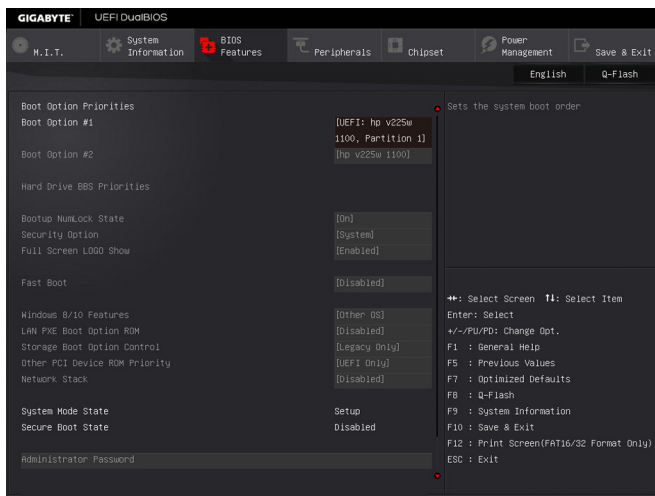 GIGABYTE™ UEFI DualBIOS
M.I.T. System Information BIOS Features Peripherals Chipset Power Management Save & Exit
English Q-Flash
Boot Option Priorities
Boot Option #1 [UEFI: hp v225w 1100, Partition 1]
Boot Option #2 [hp v225w 1100]
Hard Drive BBS Priorities
Bootup NumLock State [On]
Security Option [System]
Full Screen LOGO Show [Enabled]
Fast Boot [Disabled]
Windows 8/10 Features [Other OS]
LAN PXE Boot Option ROM [Disabled]
Storage Boot Option Control [Legacy Only]
Other PCI Device ROM Priority [UEFI Only]
Network Stack [Disabled]
System Mode State Setup
Secure Boot State Disabled
Administrator Password
Sets the system boot order
→←: Select Screen ↑↓: Select Item
Enter: Select
+/-/PU/PD: Change Opt.
F1 : General Help
F5 : Previous Values
F7 : Optimized Defaults
F8 : Q-Flash
F9 : System Information
F10 : Save & Exit
F12 : Print Screen(FAT16/32 Format Only)
ESC : Exit